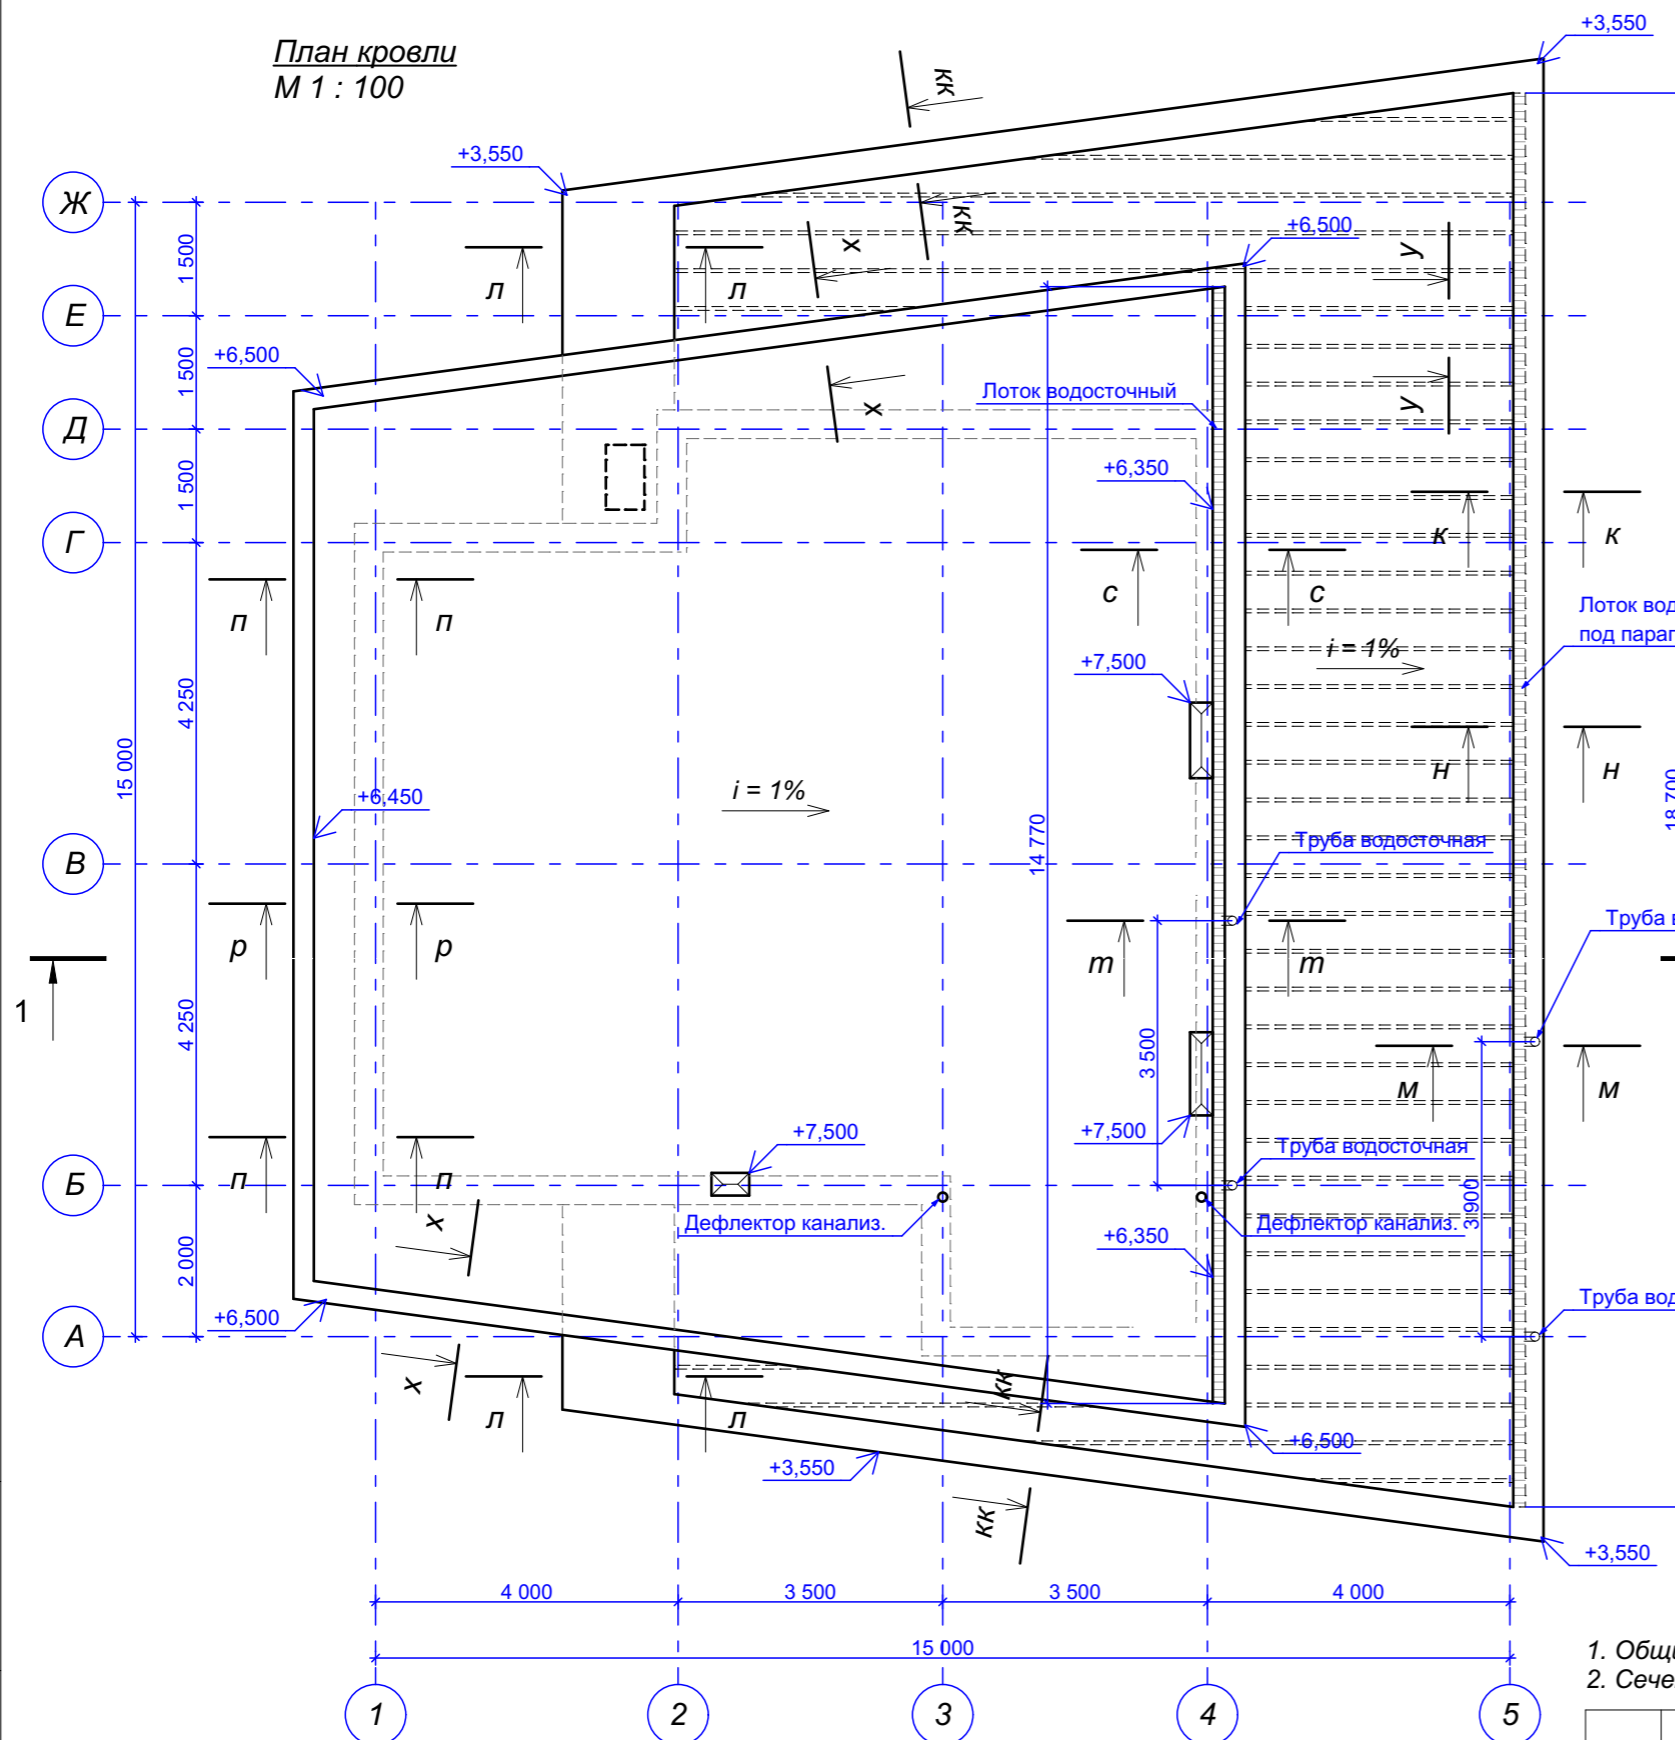 План кровли
М 1 : 100
+3,550
+3,550
кк
кк
Ж
+6,500
х
у
л
л
Е
+6,500
у
х
Лоток водосточный
Д
+6,350
Г
к
к
с
с
п
п
Лоток
под
i = 1%
+7,500
н
н
+6,450
i = 1%
Труба водосточная
В
р
р
Труба
т
т
1
м
м
+7,500
+7,500
Труба водосточная
Б
п
п
х
Дефлектор канализ.
Дефлектор канализ.
+6,350
+6,500
Труба
А
х
кк
л
л
+6,500
+3,550
кк
+3,550
1 500
1 500
1 500
4 250
4 250
2 000
15 000
14 770
3 500
3 900
18 700
4 000
3 500
3 500
4 000
15 000
1.
2.
1
2
3
4
5